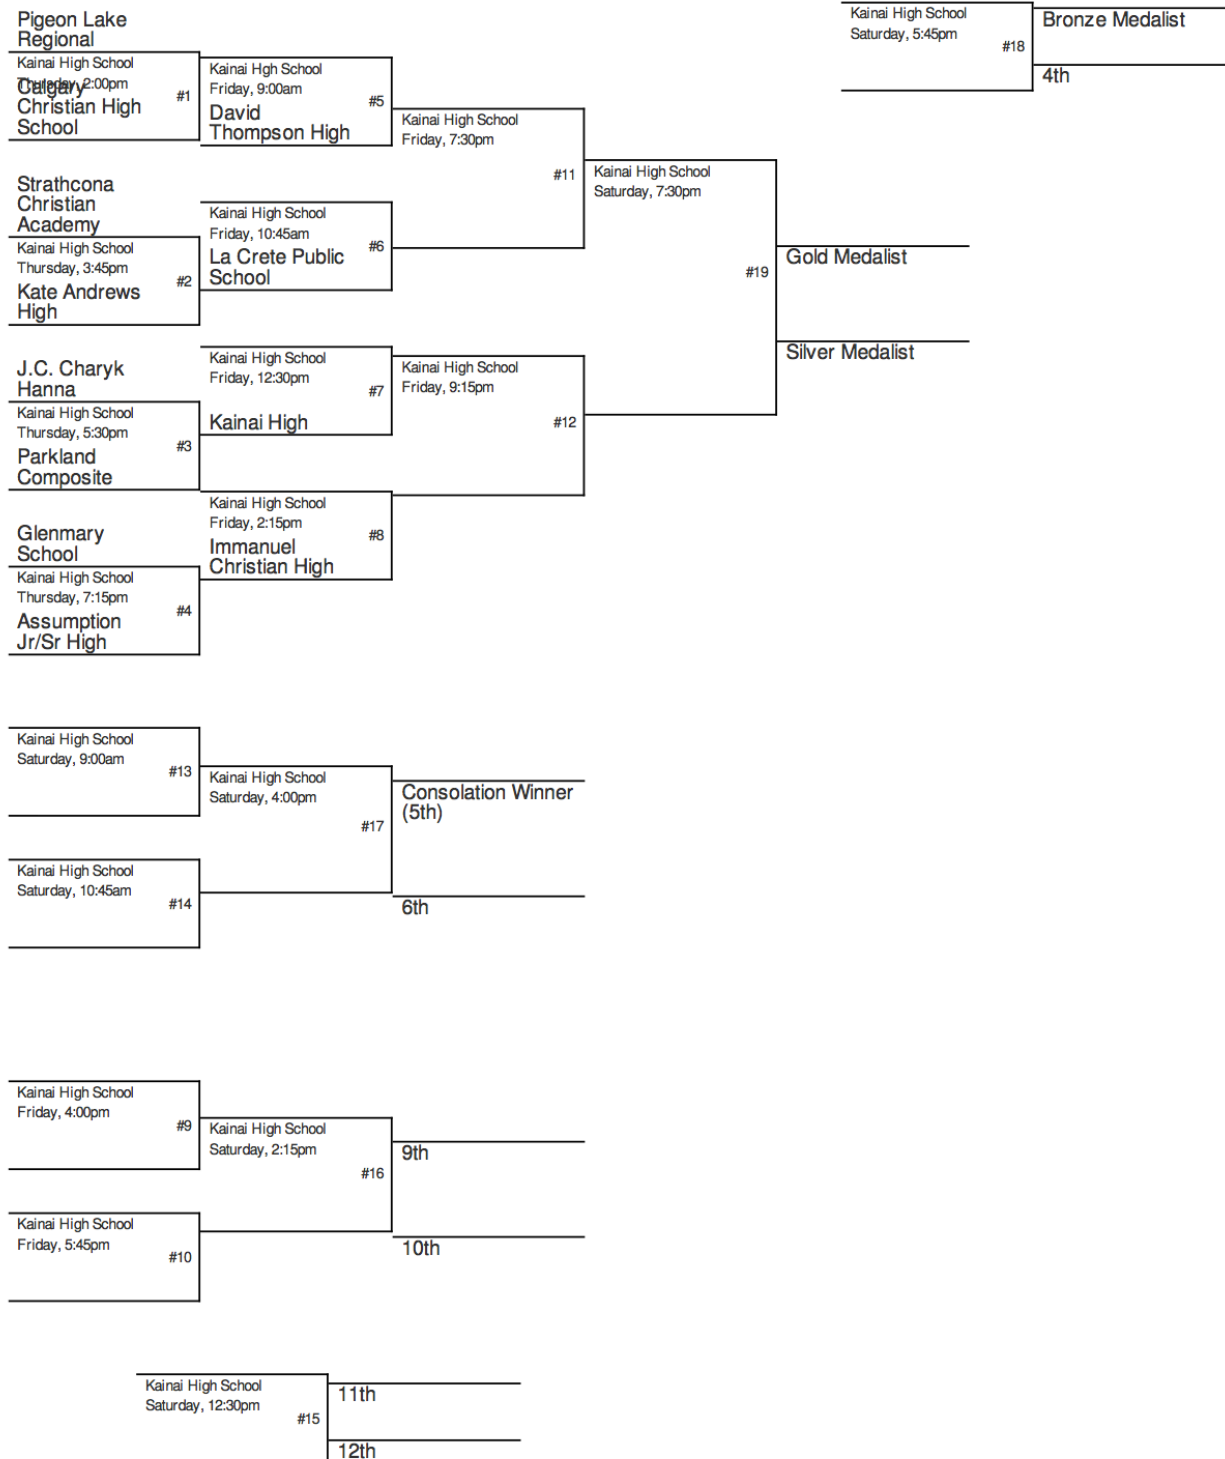 Pigeon Lake
Regional
Kainai High School
Thursday, 2:00pm
#1
Calgary
Christian High
School
Strathcona
Christian
Academy
Kainai High School
Thursday, 3:45pm
#2
Kate Andrews
High
J.C. Charyk
Hanna
Kainai High School
Thursday, 5:30pm
#3
Parkland
Composite
Glenmary
School
Kainai High School
Thursday, 7:15pm
#4
Assumption
Jr/Sr High
Kainai Hgh School
Friday, 9:00am
#5
David
Thompson High
Kainai High School
Friday, 10:45am
#6
La Crete Public
School
Kainai High School
Friday, 12:30pm
#7
Kainai High
Kainai High School
Friday, 2:15pm
#8
Immanuel
Christian High
Kainai High School
Friday, 7:30pm
#11
Kainai High School
Friday, 9:15pm
#12
Kainai High School
Saturday, 7:30pm
#19
Gold Medalist
Silver Medalist
Kainai High School
Saturday, 5:45pm
#18
Bronze Medalist
4th
Kainai High School
Saturday, 9:00am
#13
Kainai High School
Saturday, 10:45am
#14
Kainai High School
Saturday, 4:00pm
#17
Consolation Winner
(5th)
6th
Kainai High School
Friday, 4:00pm
#9
Kainai High School
Friday, 5:45pm
#10
Kainai High School
Saturday, 2:15pm
#16
9th
10th
Kainai High School
Saturday, 12:30pm
#15
11th
12th